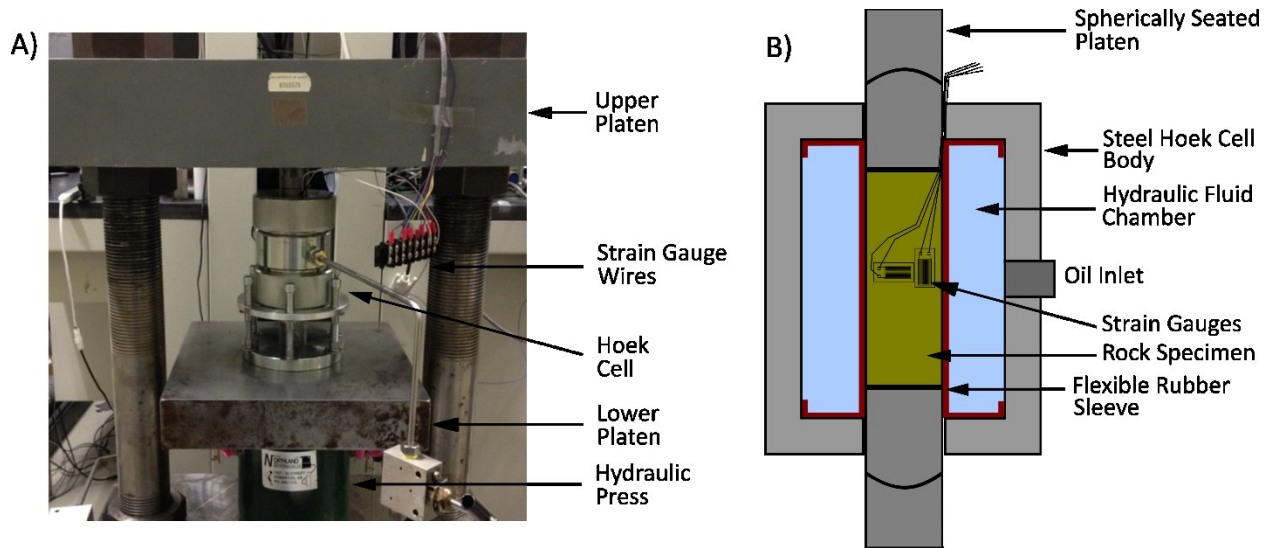 A)
Upper
Platen
Strain Gauge
Wires
Hoek
Cell
Lower
Platen
Hydraulic
Press
NORTHLAND
B)
Spherically Seated
Platen
Steel Hoek Cell
Body
Hydraulic Fluid
Chamber
Oil Inlet
Strain Gauges
Rock Specimen
Flexible Rubber
Sleeve